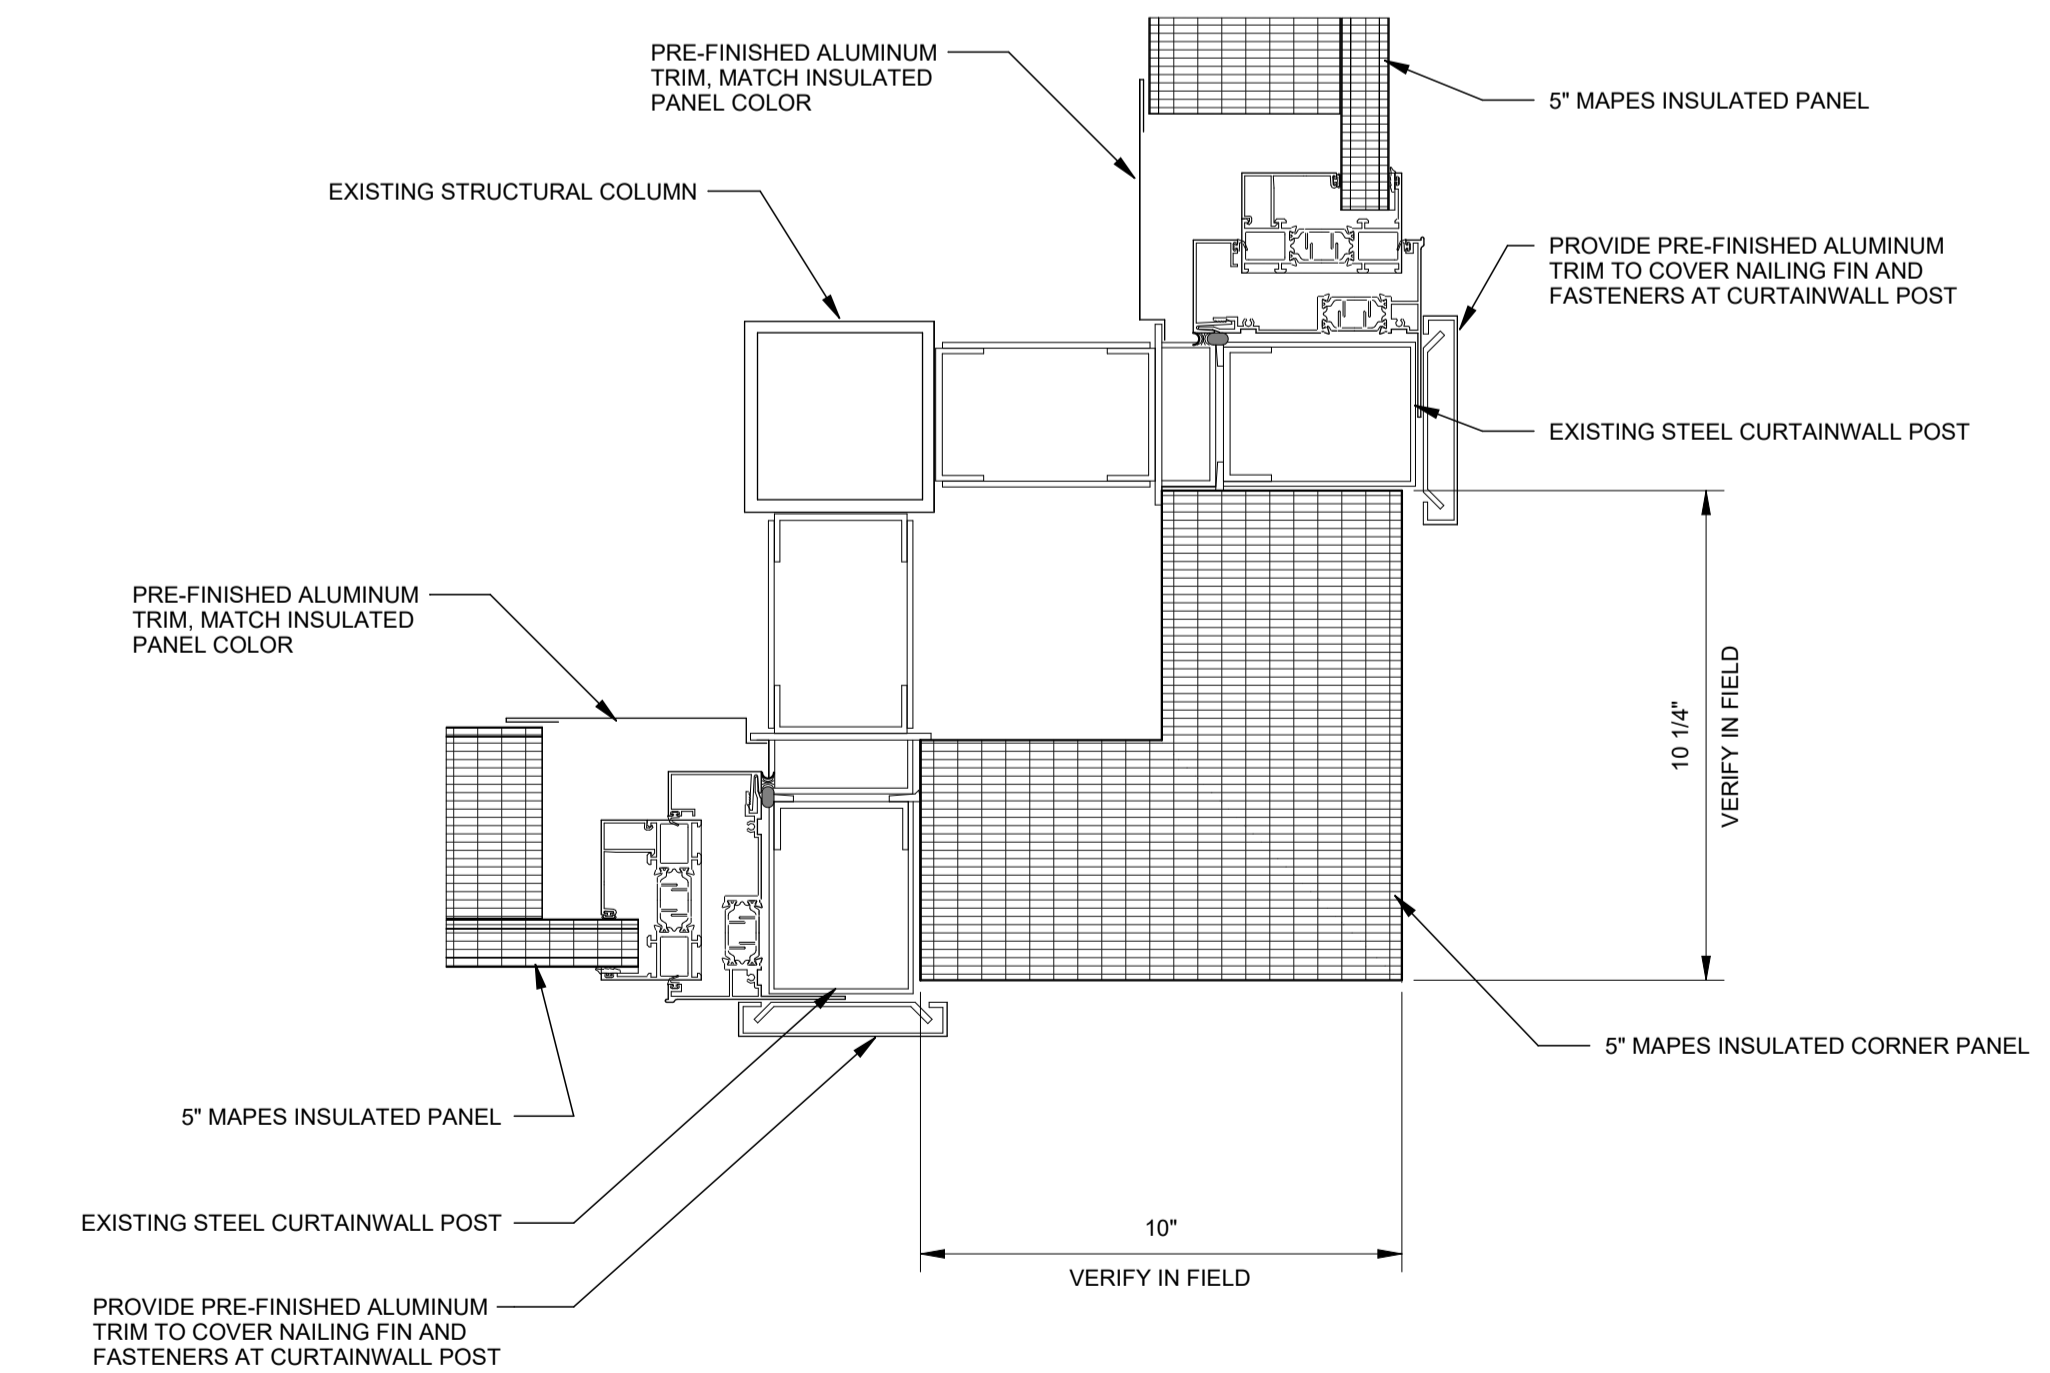 PRE-FINISHED ALUMINUM
TRIM, MATCH INSULATED
PANEL COLOR
5" MAPES INSULATED PANEL
EXISTING STRUCTURAL COLUMN
PROVIDE PRE-FINISHED ALUMINUM
TRIM TO COVER NAILING FIN AND
FASTENERS AT CURTAINWALL POST
EXISTING STEEL CURTAINWALL POST
PRE-FINISHED ALUMINUM
TRIM, MATCH INSULATED
PANEL COLOR
10 1/4"
VERIFY IN FIELD
5" MAPES INSULATED CORNER PANEL
5" MAPES INSULATED PANEL
EXISTING STEEL CURTAINWALL POST
10"
VERIFY IN FIELD
PROVIDE PRE-FINISHED ALUMINUM
TRIM TO COVER NAILING FIN AND
FASTENERS AT CURTAINWALL POST